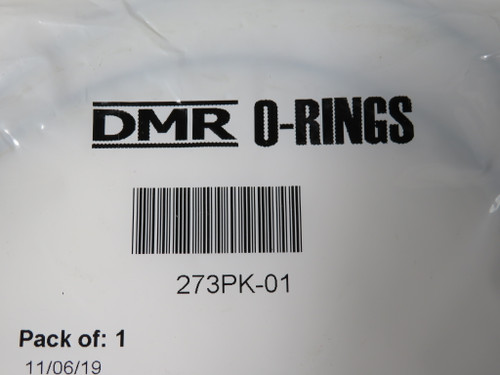 DMR O-RINGS
273PK-01
Pack of: 1
11/06/19